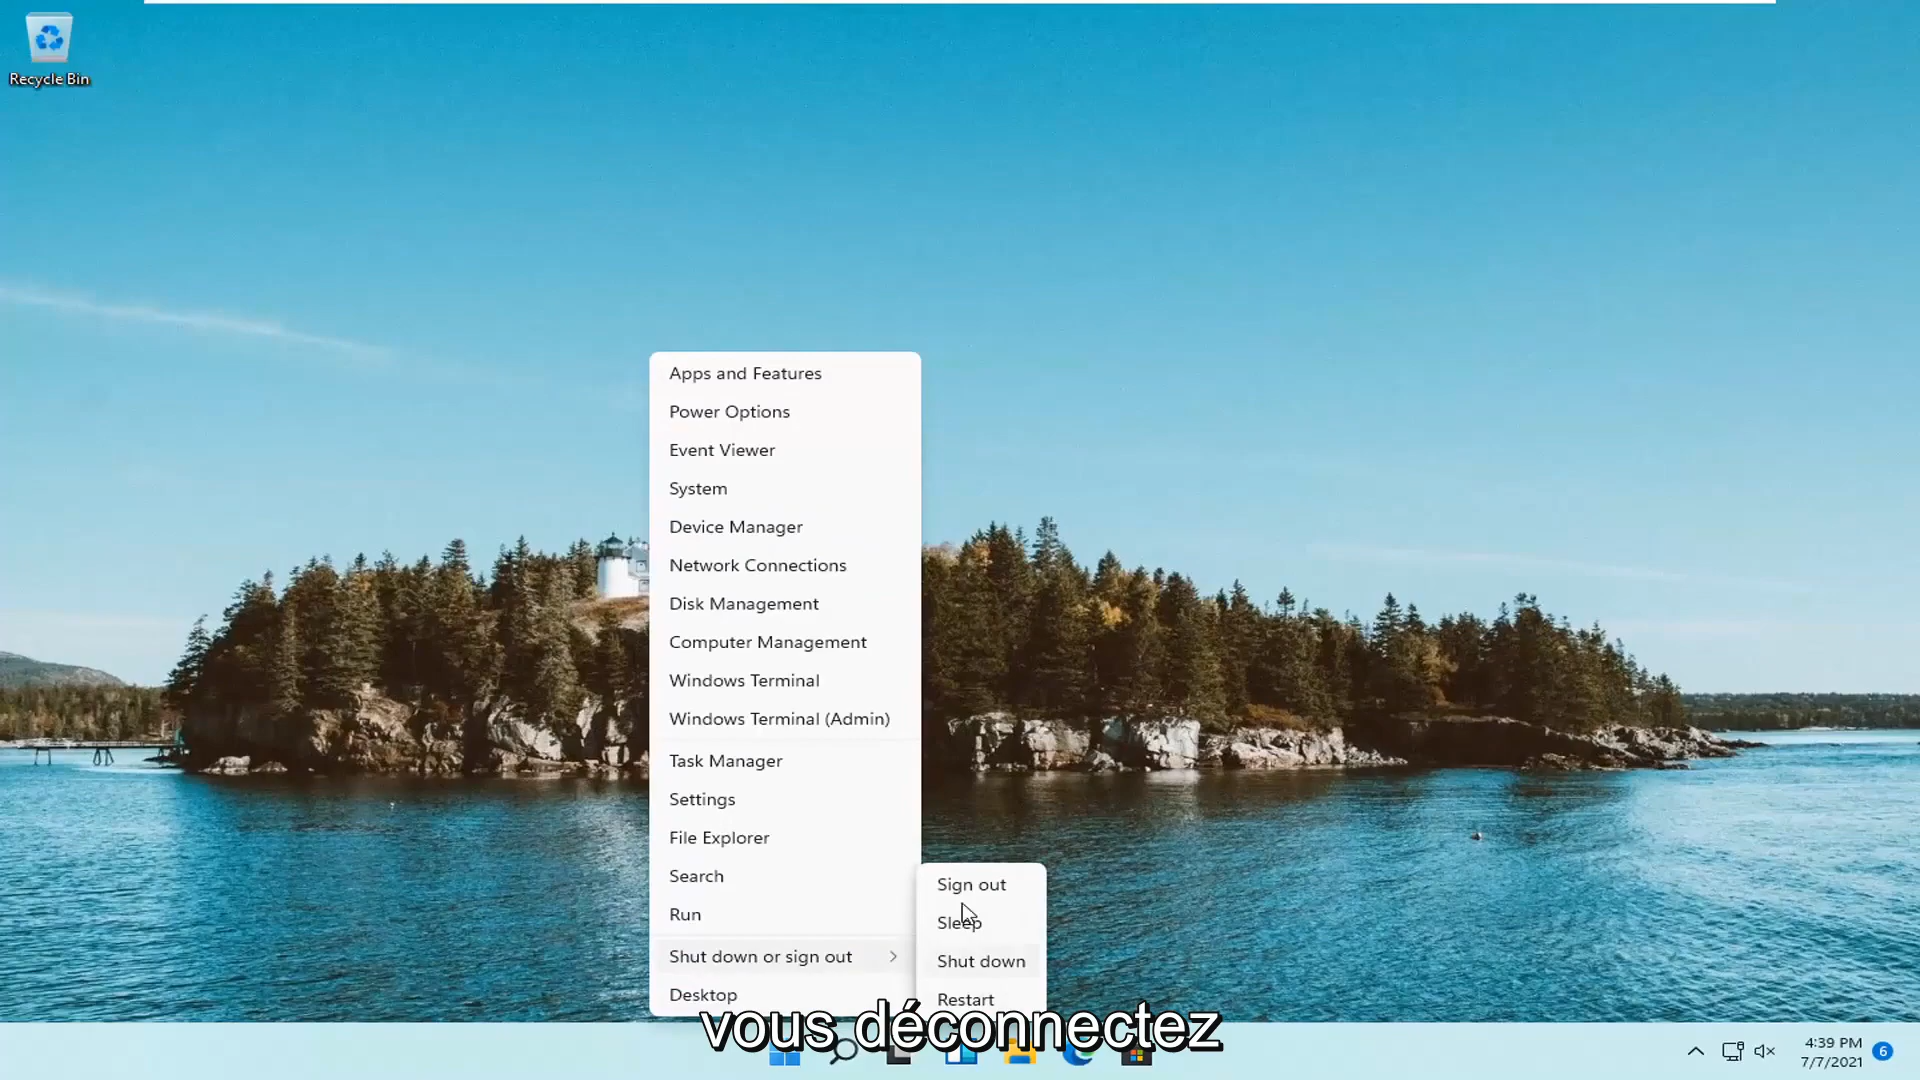 Recycle Bin
Apps and Features
Power Options
Event Viewer
System
Device Manager
Network Connections
Disk Management
Computer Management
Windows Terminal
Windows Terminal (Admin)
Task Manager
Settings
File Explorer
Search
Run
Shut down or sign out
Desktop
Sign out
Sleep
Shut down
Restart
vous déconnectez
4:39 PM
7/7/2021
6